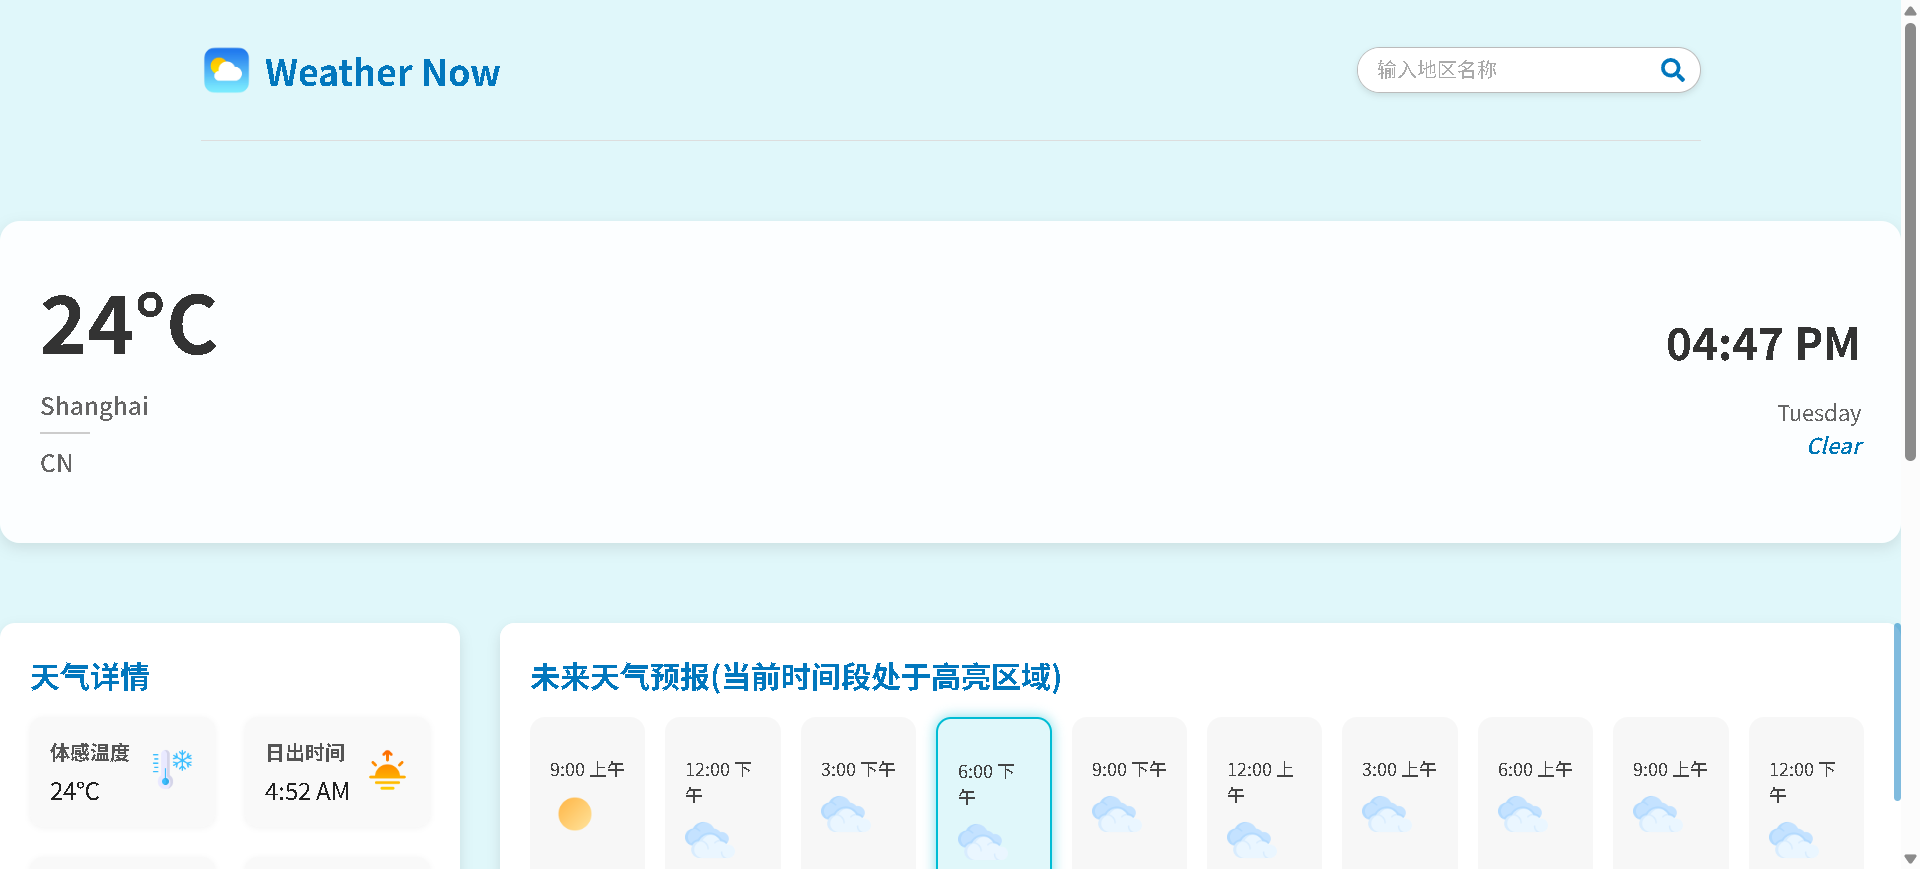 Weather Now
输入地区名称
24°C
Shanghai
CN
04:47 PM
Tuesday
Clear
天气详情
体感温度
24°C
日出时间
4:52 AM
未来天气预报(当前时间段处于高亮区域)
9:00 上午
12:00 下
午
3:00 下午
6:00 下
午
9:00 下午
12:00 上
午
3:00 上午
6:00 上午
9:00 上午
12:00 下
午